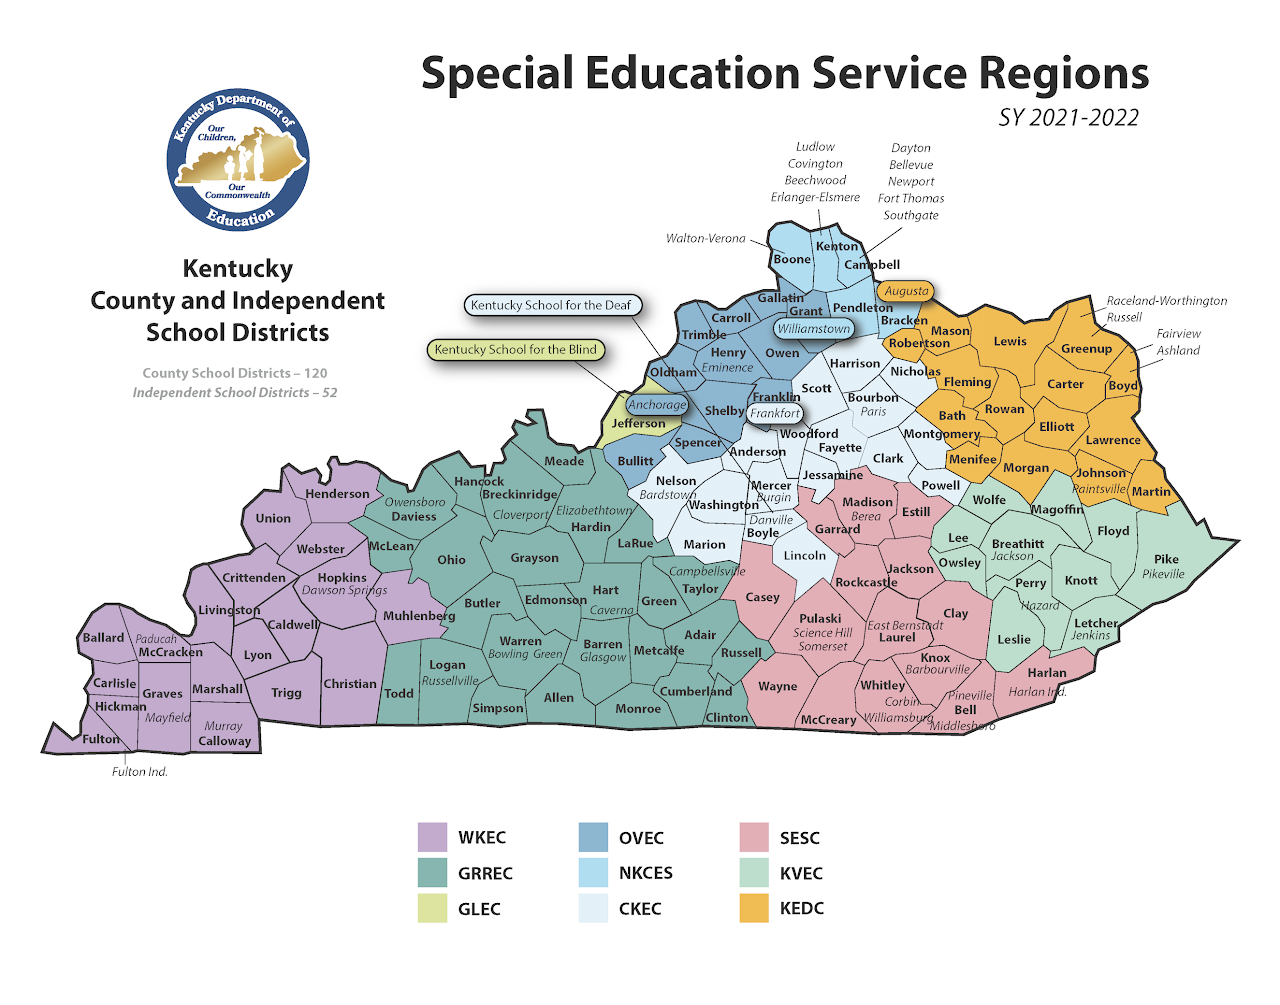 Special Education Service Regions
SY 2021-2022
Kentucky Department of
Our
Children,
Our
Commonwealth
Education
Kentucky
County and Independent
School Districts
County School Districts – 120
Independent School Districts – 52
Ludlow
Covington
Beechwood
Erlanger-Elsmere
Dayton
Bellevue
Newport
Fort Thomas
Southgate
Walton-Verona
Kenton
Boone
Campbell
Kentucky School for the Deaf
Kentucky School for the Blind
Augusta
Raceland-Worthington
Russell
Fairview
Ashland
Gallatin
Grant
Pendleton
Bracken
Carroll
Williamstown
Trimble
Mason
Robertson
Lewis
Greenup
Henry
Eminence
Owen
Harrison
Nicholas
Oldham
Fleming
Carter
Boyd
Scott
Franklin
Frankfort
Bourbon
Paris
Anchorage
Jefferson
Shelby
Bath
Rowan
Elliott
Lawrence
Spencer
Woodford
Fayette
Montgomery
Anderson
Clark
Menifee
Morgan
Johnson
Paintsville
Martin
Bullitt
Meade
Jessamine
Powell
Nelson
Bardstown
Mercer
Burgin
Washington
Hancock
Breckinridge
Cloverport
Elizabethtown
Hardin
Henderson
Owensboro
Daviess
Union
Madison
Berea
Estill
Wolfe
Magoffin
Danville
Boyle
Garrard
Floyd
Lee
Breathitt
Jackson
McLean
Webster
LaRue
Marion
Lincoln
Ohio
Grayson
Pike
Pikeville
Owsley
Crittenden
Hopkins
Dawson Springs
Campbellsville
Taylor
Rockcastle
Jackson
Perry
Hazard
Knott
Hart
Caverna
Edmonson
Green
Casey
Butler
Livingston
Caldwell
Muhlenberg
Clay
Pulaski
Science Hill
Somerset
East Bernstadt
Laurel
Letcher
Jenkins
Leslie
Ballard
Paducah
McCracken
Lyon
Warren
Bowling Green
Barren
Glasgow
Metcalfe
Adair
Russell
Logan
Russellville
Knox
Barbourville
Harlan
Harlan Ind.
Carlisle
Graves
Mayfield
Marshall
Trigg
Christian
Todd
Simpson
Allen
Monroe
Cumberland
Clinton
Wayne
McCreary
Whitley
Corbin
Williamsburg
Pineville
Bell
Middlesboro
Hickman
Fulton
Murray
Calloway
Fulton Ind.
WKEC
GRREC
GLEC
OVEC
NKCES
CKEC
SESC
KVEC
KEDC